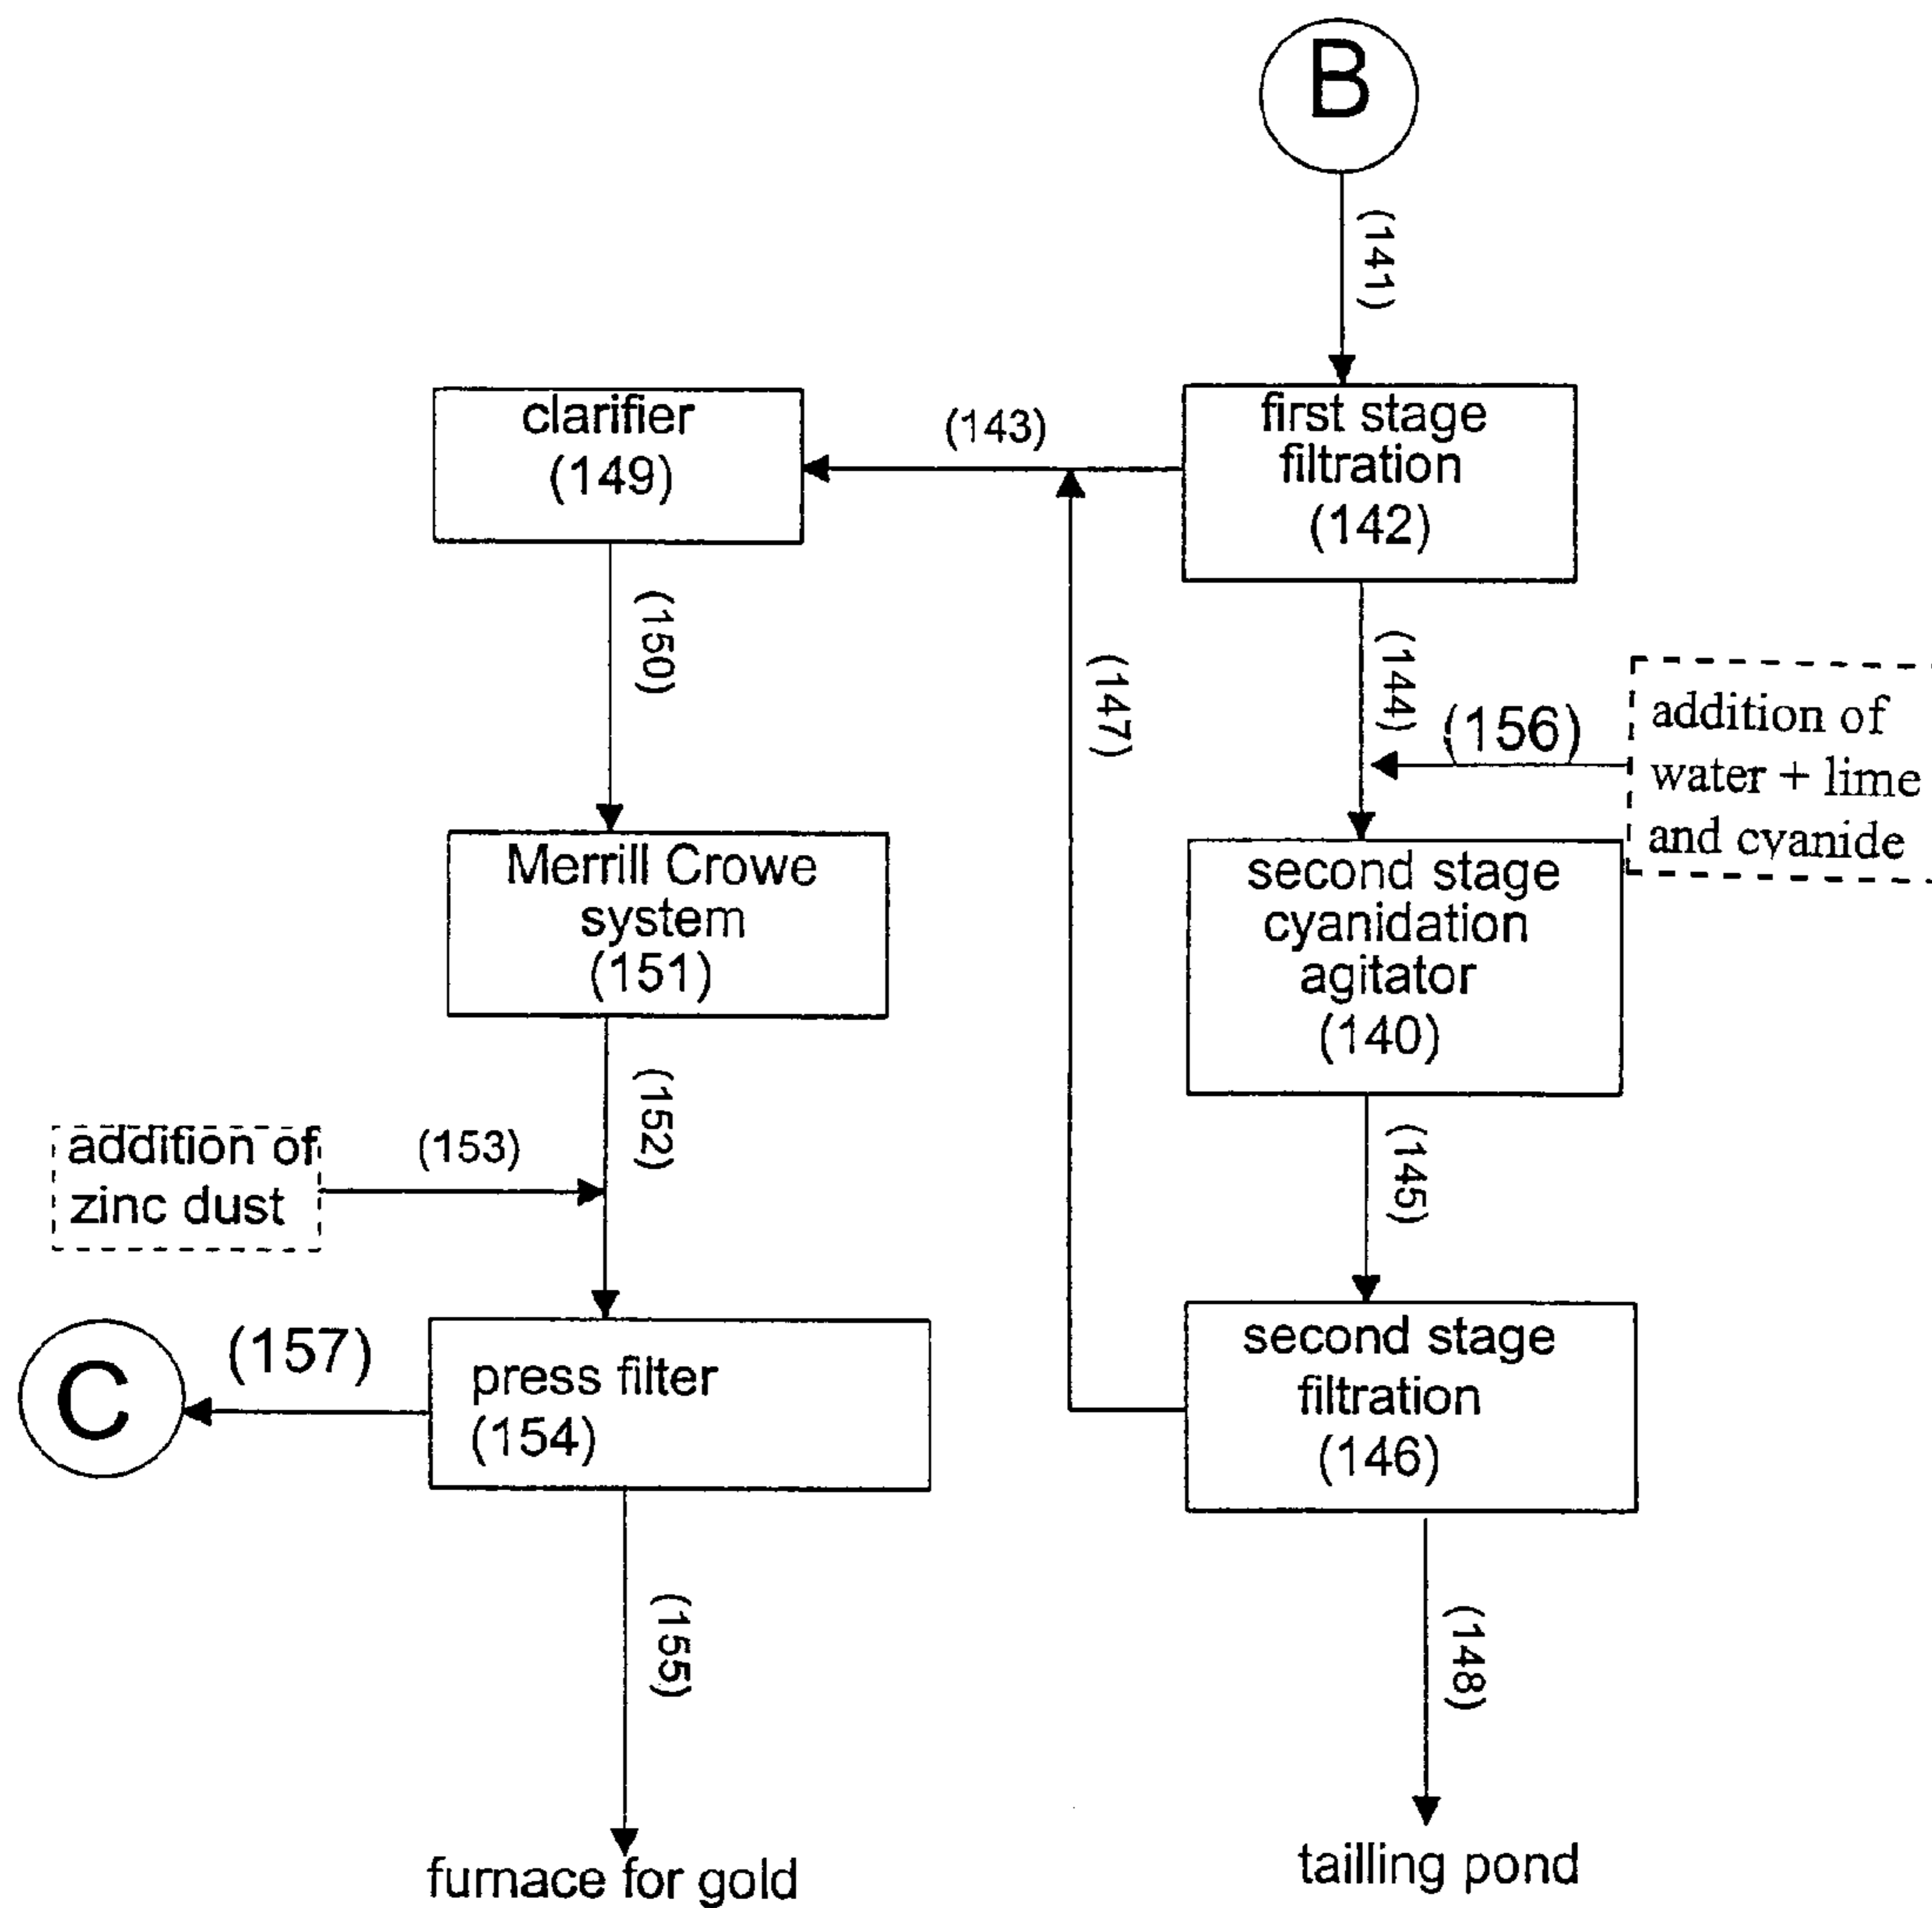 B
(141)
clarifier
(149)
(143)
first stage
filtration
(142)
(150)
(147)
(144)
(156)
addition of
water + lime
and cyanide
Merrill Crowe
system
(151)
second stage
cyanidation
agitator
(140)
(152)
addition of
zinc dust
(153)
(145)
C
(157)
press filter
(154)
second stage
filtration
(146)
(155)
(148)
furnace for gold
tailling pond